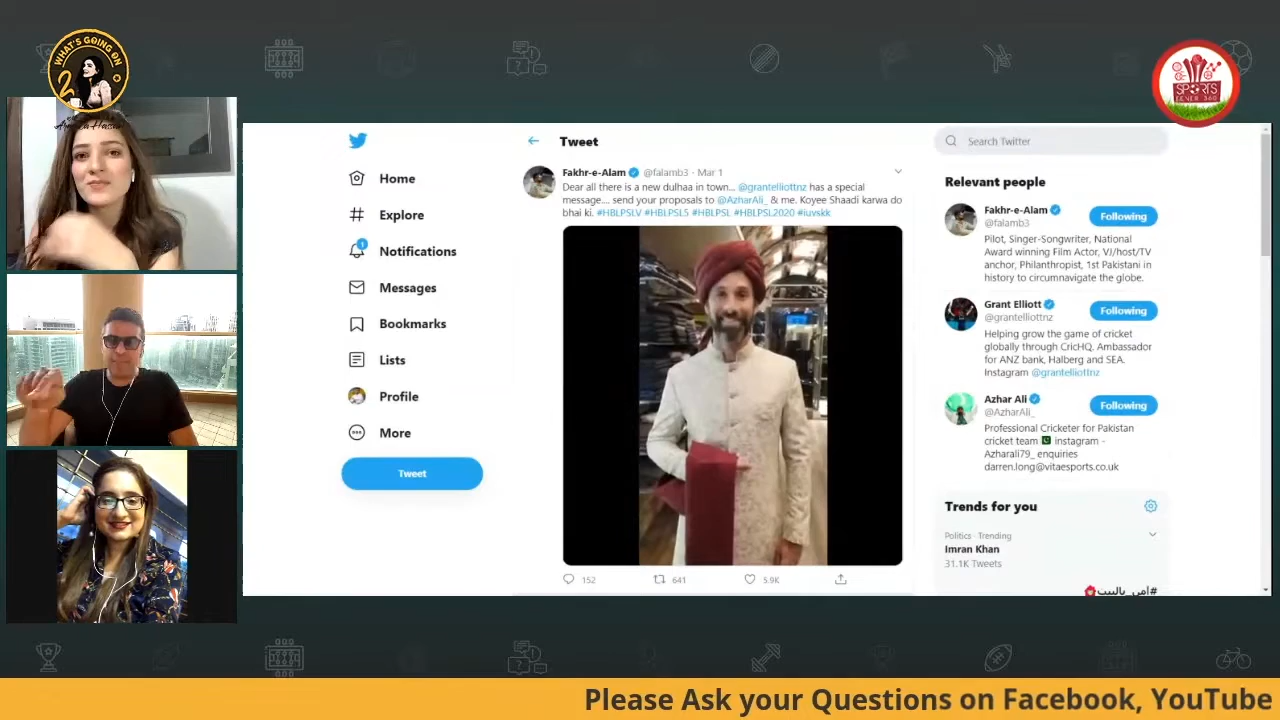 WHAT'S GOING ON
SPORTS
FEVER 360
Tweet
Search Twitter
Home
Explore
1
Notifications
Messages
Bookmarks
Lists
Profile
More
Tweet
Fakhr-e-Alam @falamb3 · Mar 1
Dear all there is a new dulhaa in town... @grantelliottnz has a special
message.... send your proposals to @AzharAli_ & me. Koyee Shaadi karwa do
bhai ki. #HBLPSLV #HBLPSL5 #HBLPSL #HBLPSL2020 #iuvskk
152
641
5.9K
Relevant people
Fakhr-e-Alam
@falamb3
Following
Pilot, Singer-Songwriter, National
Award winning Film Actor, VJ/host/TV
anchor, Philanthropist, 1st Pakistani in
history to circumnavigate the globe.
Grant Elliott
@grantelliottnz
Following
Helping grow the game of cricket
globally through CricHQ. Ambassador
for ANZ bank, Halberg and SEA.
Instagram @grantelliottnz
Azhar Ali
@AzharAli_
Following
Professional Cricketer for Pakistan
cricket team 🇵🇰 instagram -
Azharali79_ enquiries
darren.long@vitaesports.co.uk
Trends for you
Politics · Trending
Imran Khan
31.1K Tweets
Please Ask your Questions on Facebook, YouTube